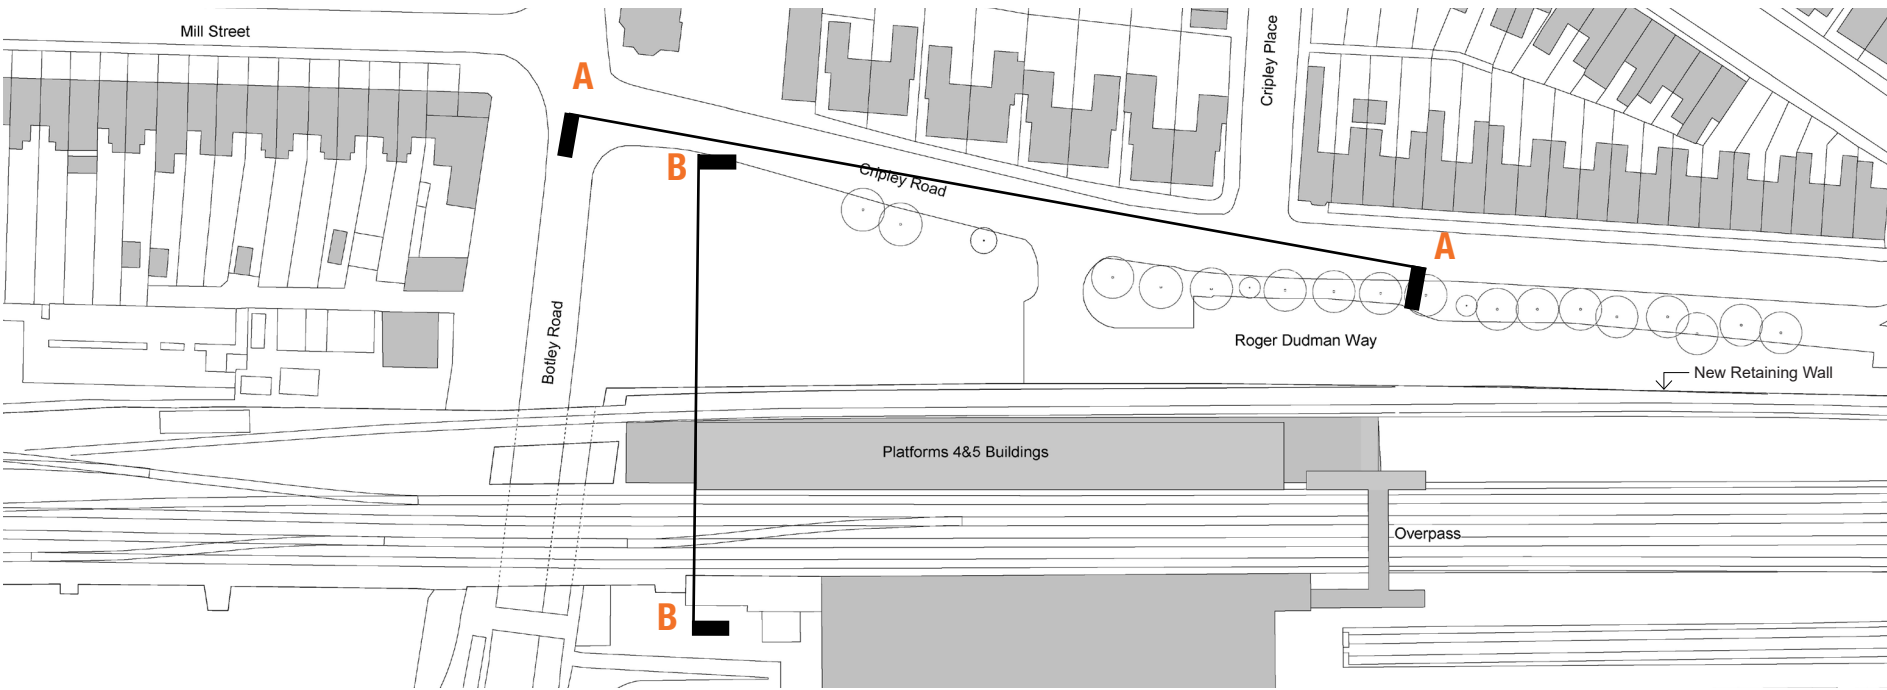 Mill Street
A
Cripley Place
B
Cripley Road
A
Botley Road
Roger Dudman Way
New Retaining Wall
Platforms 4&5 Buildings
Overpass
B